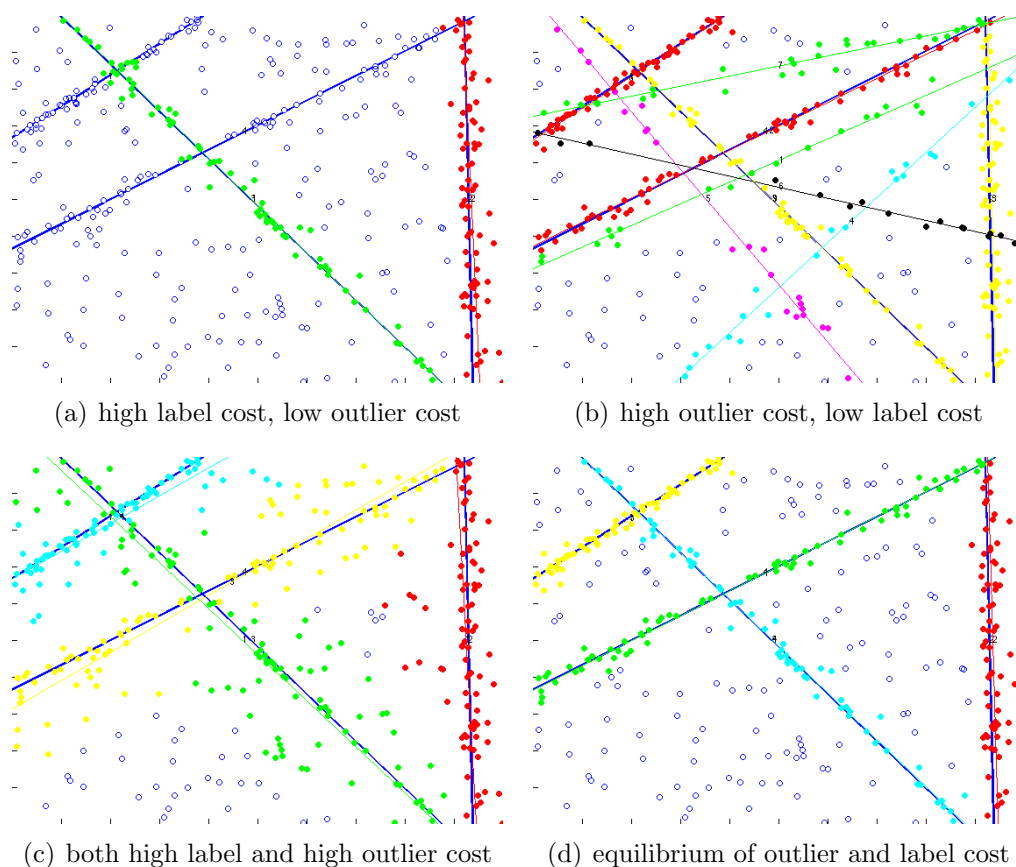 (a) high label cost, low outlier cost
(b) high outlier cost, low label cost
(c) both high label and high outlier cost
(d) equilibrium of outlier and label cost